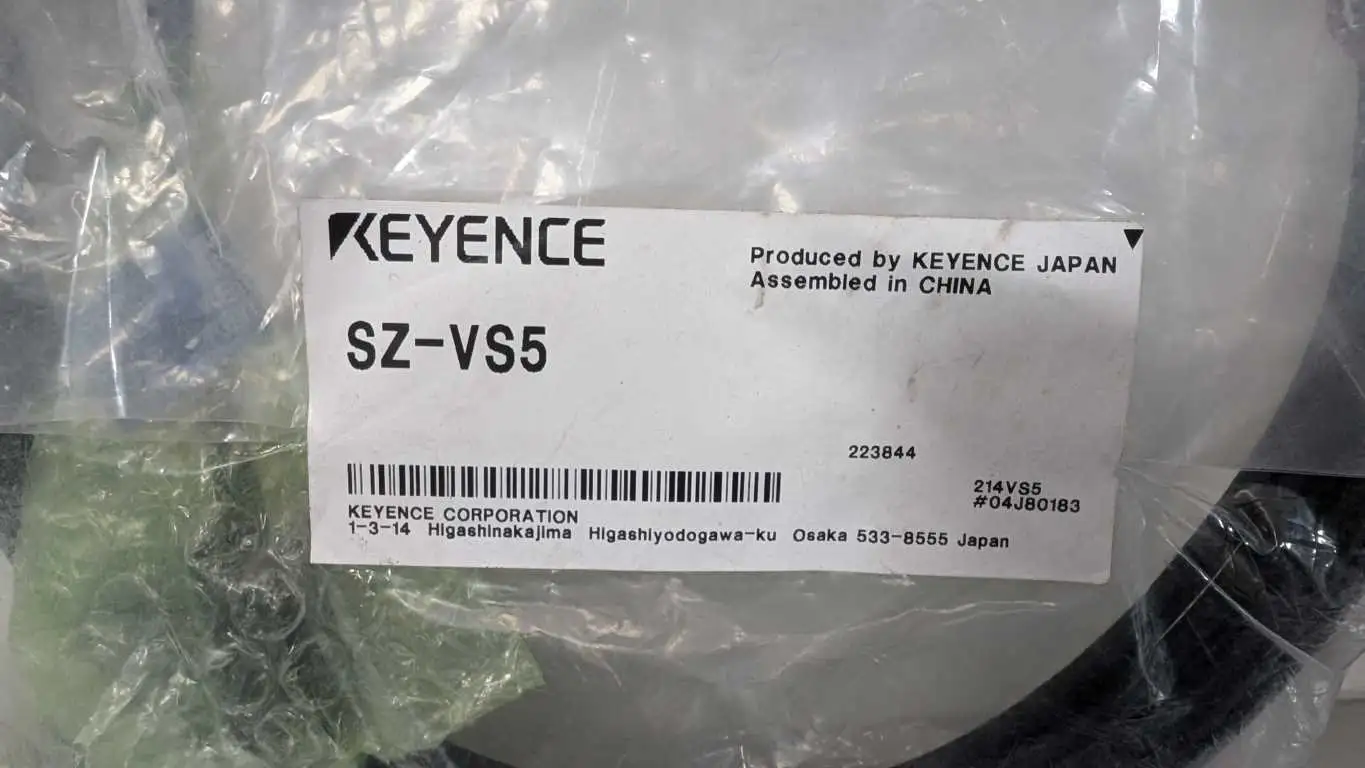 KEYENCE
Produced by KEYENCE JAPAN
Assembled in CHINA
SZ-VS5
223844
214VS5
#04J80183
KEYENCE CORPORATION
1-3-14 Higashinakajima Higashiyodogawa-ku Osaka 533-8555 Japan